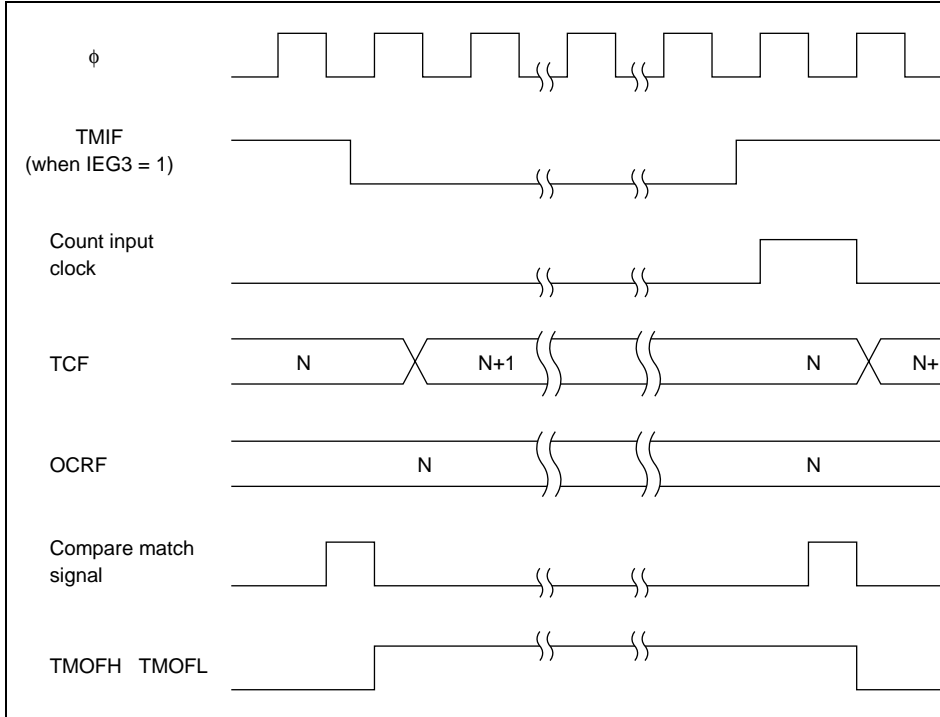 ϕ
TMIF
(when IEG3 = 1)
Count input
clock
TCF
N
N+1
N
N+
OCRF
N
N
Compare match
signal
TMOFH TMOFL